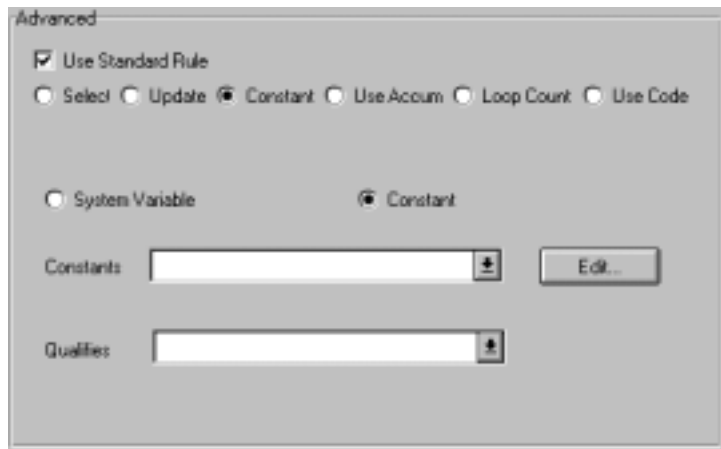 Advanced
Use Standard Rule
Select Update Constant Use Accum Loop Count Use Code
System Variable Constant
Constants Edit...
Qualifies